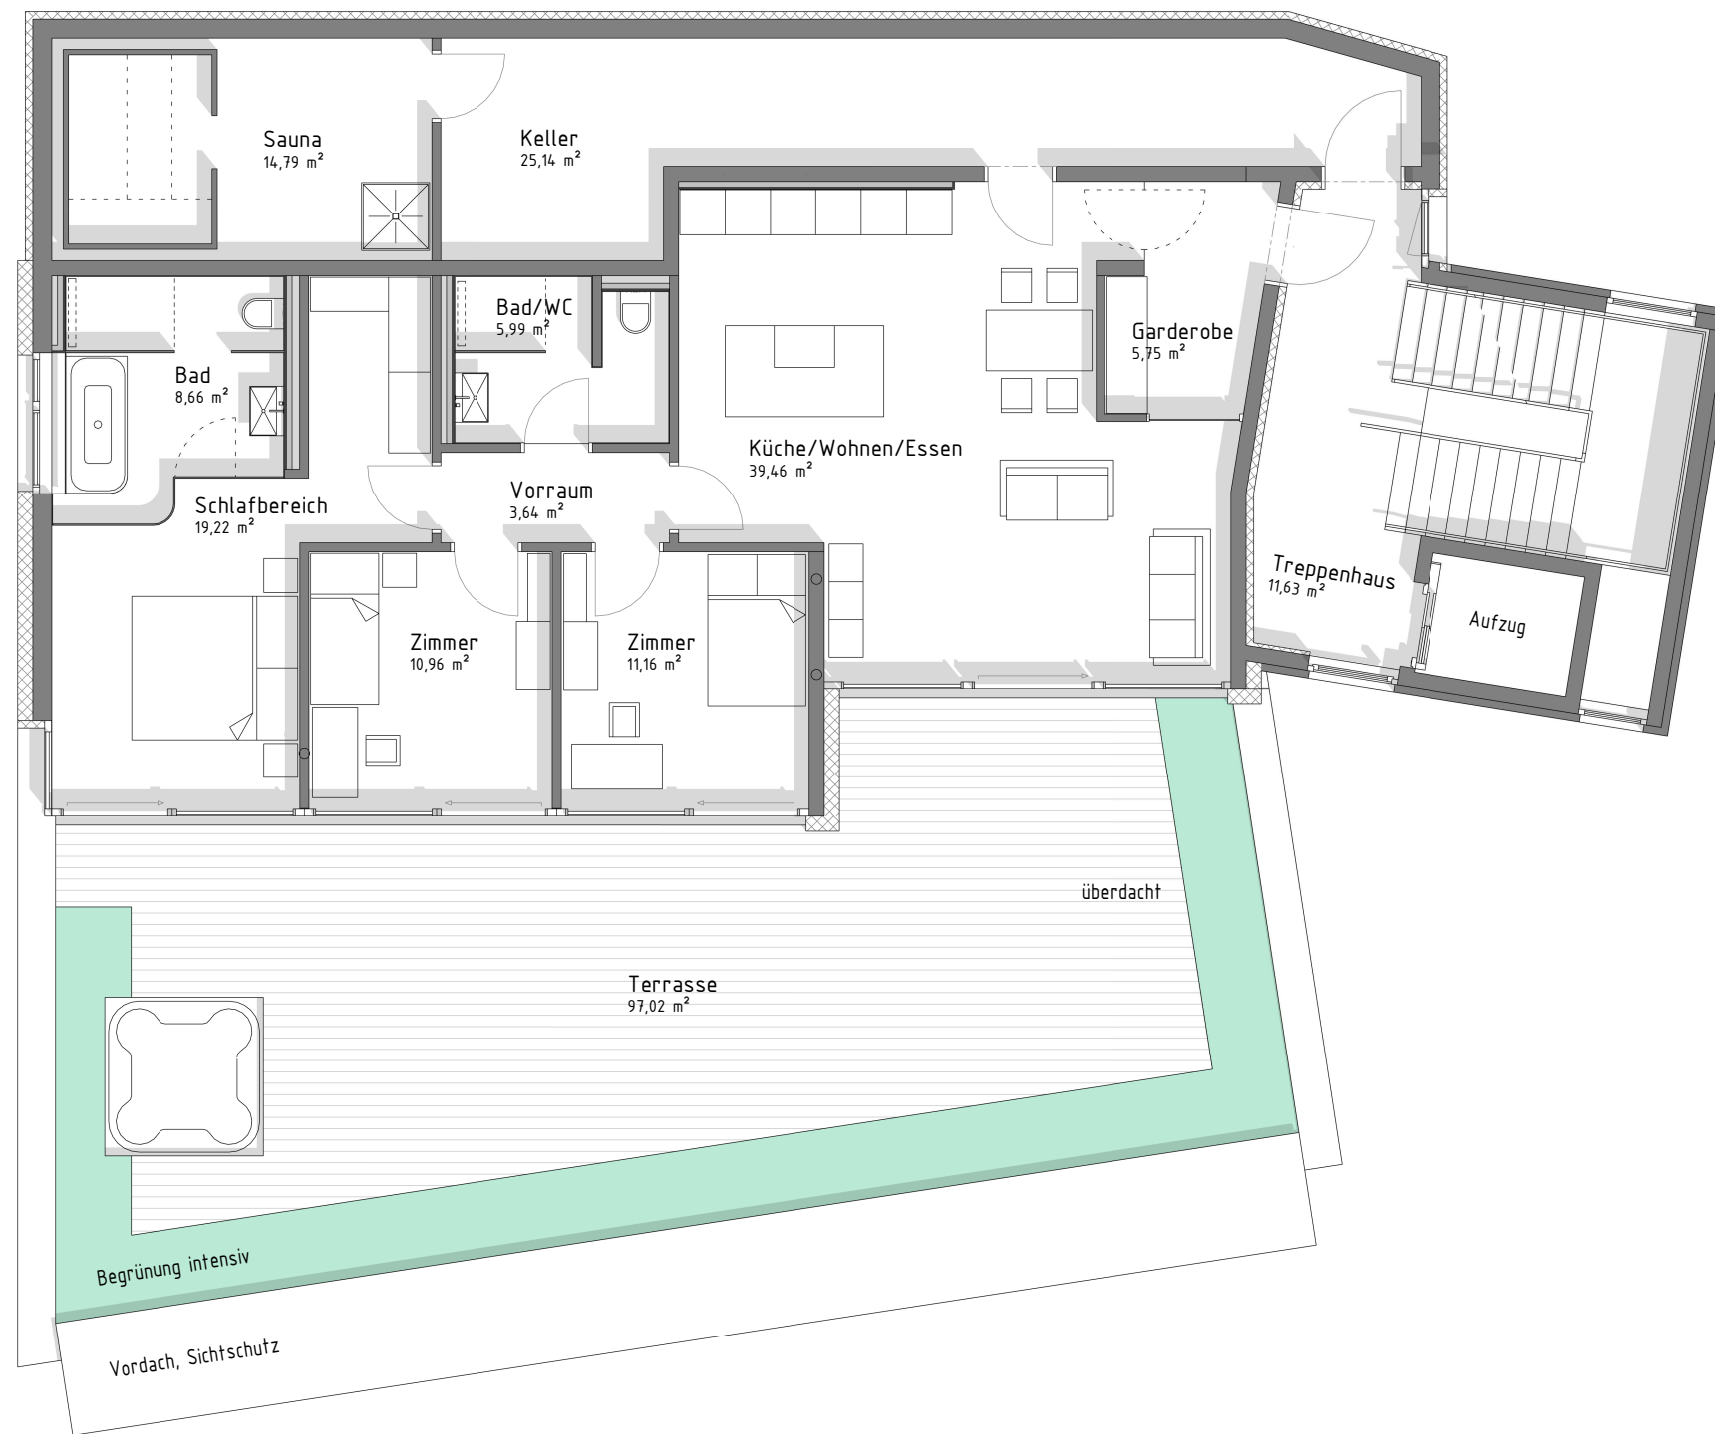 Sauna
14,79 m²
Keller
25,14 m²
Bad/WC
5,99 m²
Garderobe
5,75 m²
Bad
8,66 m²
Küche/Wohnen/Essen
39,46 m²
Schlafbereich
19,22 m²
Vorraum
3,64 m²
Treppenhaus
11,63 m²
Aufzug
Zimmer
10,96 m²
Zimmer
11,16 m²
überdacht
Terrasse
97,02 m²
Begrünung intensiv
Vordach, Sichtschutz